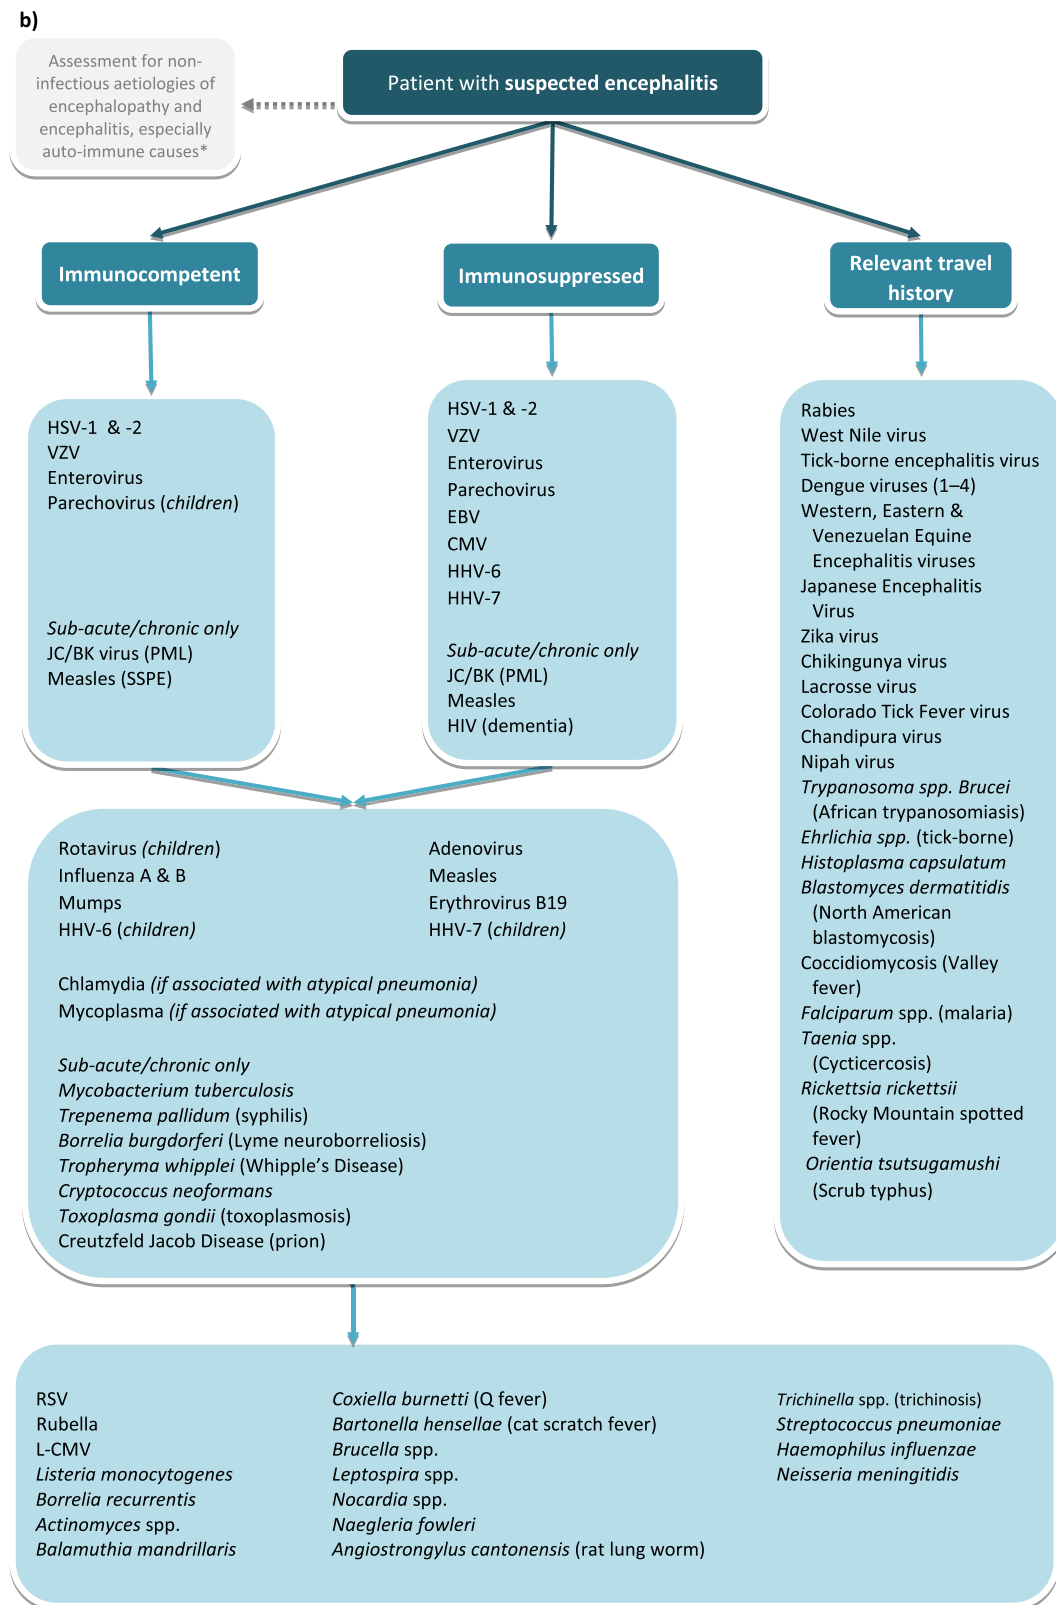 b)
Assessment for non-
infectious aetiologies of
encephalopathy and
encephalitis, especially
auto-immune causes*
Patient with suspected encephalitis
Immunocompetent
Immunosuppressed
Relevant travel
history
HSV-1 & -2
VZV
Enterovirus
Parechovirus (children)
Sub-acute/chronic only
JC/BK virus (PML)
Measles (SSPE)
HSV-1 & -2
VZV
Enterovirus
Parechovirus
EBV
CMV
HHV-6
HHV-7
Sub-acute/chronic only
JC/BK (PML)
Measles
HIV (dementia)
Rabies
West Nile virus
Tick-borne encephalitis virus
Dengue viruses (1–4)
Western, Eastern &
Venezuelan Equine
Encephalitis viruses
Japanese Encephalitis
Virus
Zika virus
Chikingunya virus
Lacrosse virus
Colorado Tick Fever virus
Chandipura virus
Nipah virus
Trypanosoma spp. Brucei
(African trypanosomiasis)
Ehrlichia spp. (tick-borne)
Histoplasma capsulatum
Blastomyces dermatitidis
(North American
blastomycosis)
Coccidiomycosis (Valley
fever)
Falciparum spp. (malaria)
Taenia spp.
(Cycticercosis)
Rickettsia rickettsii
(Rocky Mountain spotted
fever)
Orientia tsutsugamushi
(Scrub typhus)
Rotavirus (children)
Influenza A & B
Mumps
HHV-6 (children)
Adenovirus
Measles
Erythrovirus B19
HHV-7 (children)
Chlamydia (if associated with atypical pneumonia)
Mycoplasma (if associated with atypical pneumonia)
Sub-acute/chronic only
Mycobacterium tuberculosis
Trepenema pallidum (syphilis)
Borrelia burgdorferi (Lyme neuroborreliosis)
Tropheryma whipplei (Whipple’s Disease)
Cryptococcus neoformans
Toxoplasma gondii (toxoplasmosis)
Creutzfeld Jacob Disease (prion)
RSV
Rubella
L-CMV
Listeria monocytogenes
Borrelia recurrentis
Actinomyces spp.
Balamuthia mandrillaris
Coxiella burnetti (Q fever)
Bartonella hensellae (cat scratch fever)
Brucella spp.
Leptospira spp.
Nocardia spp.
Naegleria fowleri
Angiostrongylus cantonensis (rat lung worm)
Trichinella spp. (trichinosis)
Streptococcus pneumoniae
Haemophilus influenzae
Neisseria meningitidis